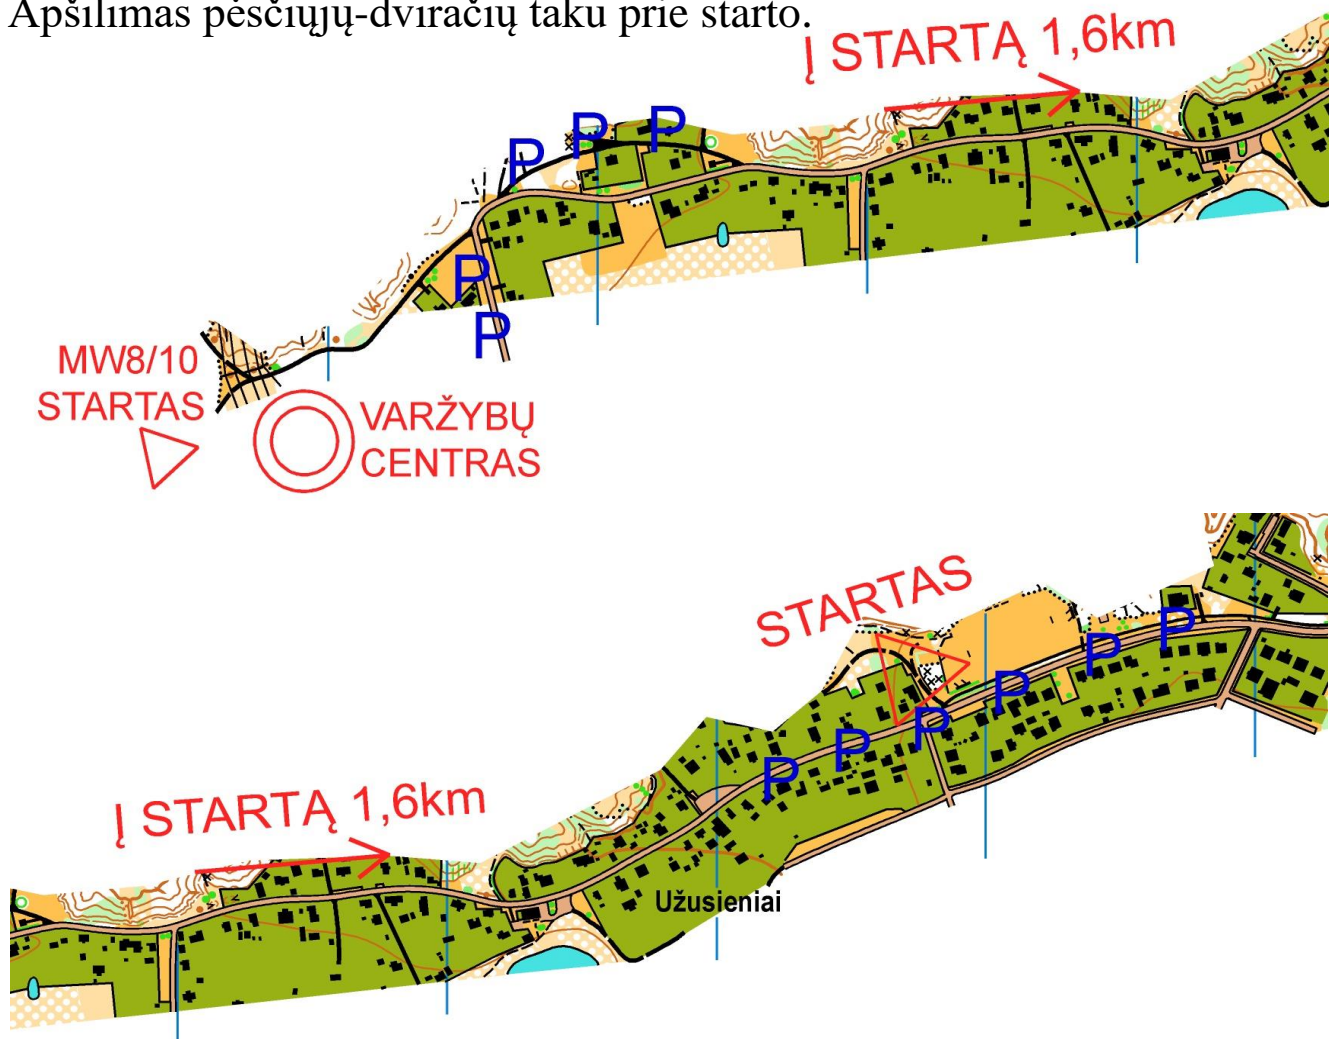 Apšilimas pėsčiųjų-dviračių taku prie starto.
Į STARTĄ 1,6km
P P P
P
P
MW8/10
STARTAS
VARŽYBŲ
CENTRAS
STARTAS
P
P
P
P
P
P
Į STARTĄ 1,6km
Užusieniai